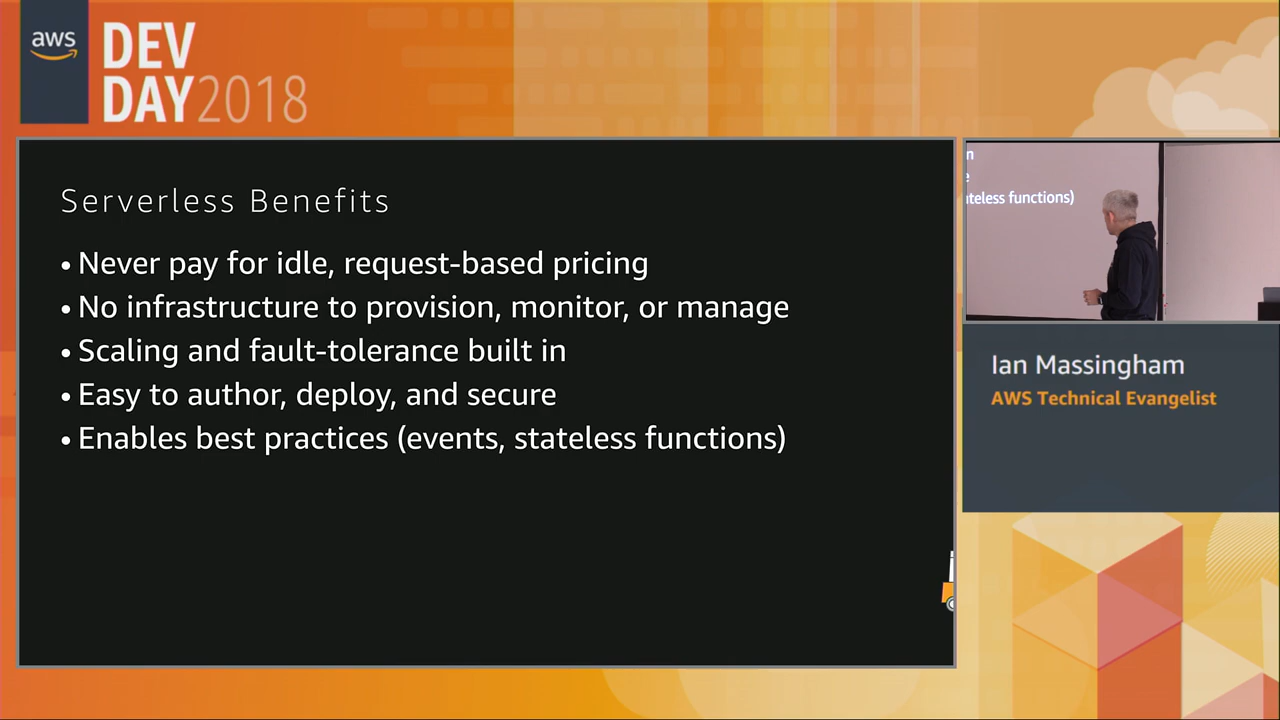 aws
DEV
DAY2018
Serverless Benefits
• Never pay for idle, request-based pricing
• No infrastructure to provision, monitor, or manage
• Scaling and fault-tolerance built in
• Easy to author, deploy, and secure
• Enables best practices (events, stateless functions)
n
e
teless functions)
Ian Massingham
AWS Technical Evangelist